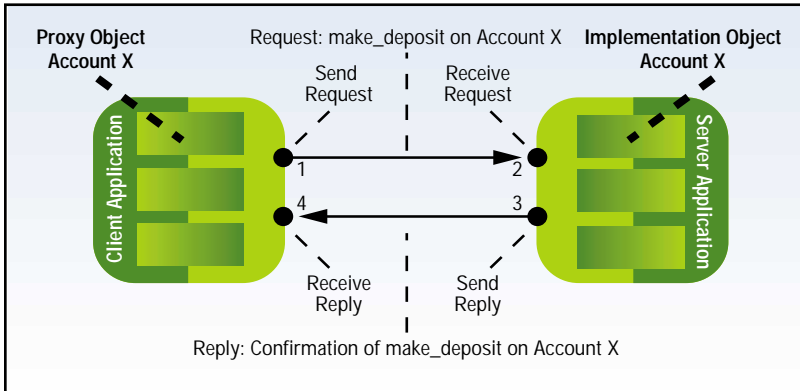 Proxy Object
Account X
Request: make_deposit on Account X
Implementation Object
Account X
Send
Request
Receive
Request
Client Application
Server Application
1
2
4
3
Receive
Reply
Send
Reply
Reply: Confirmation of make_deposit on Account X